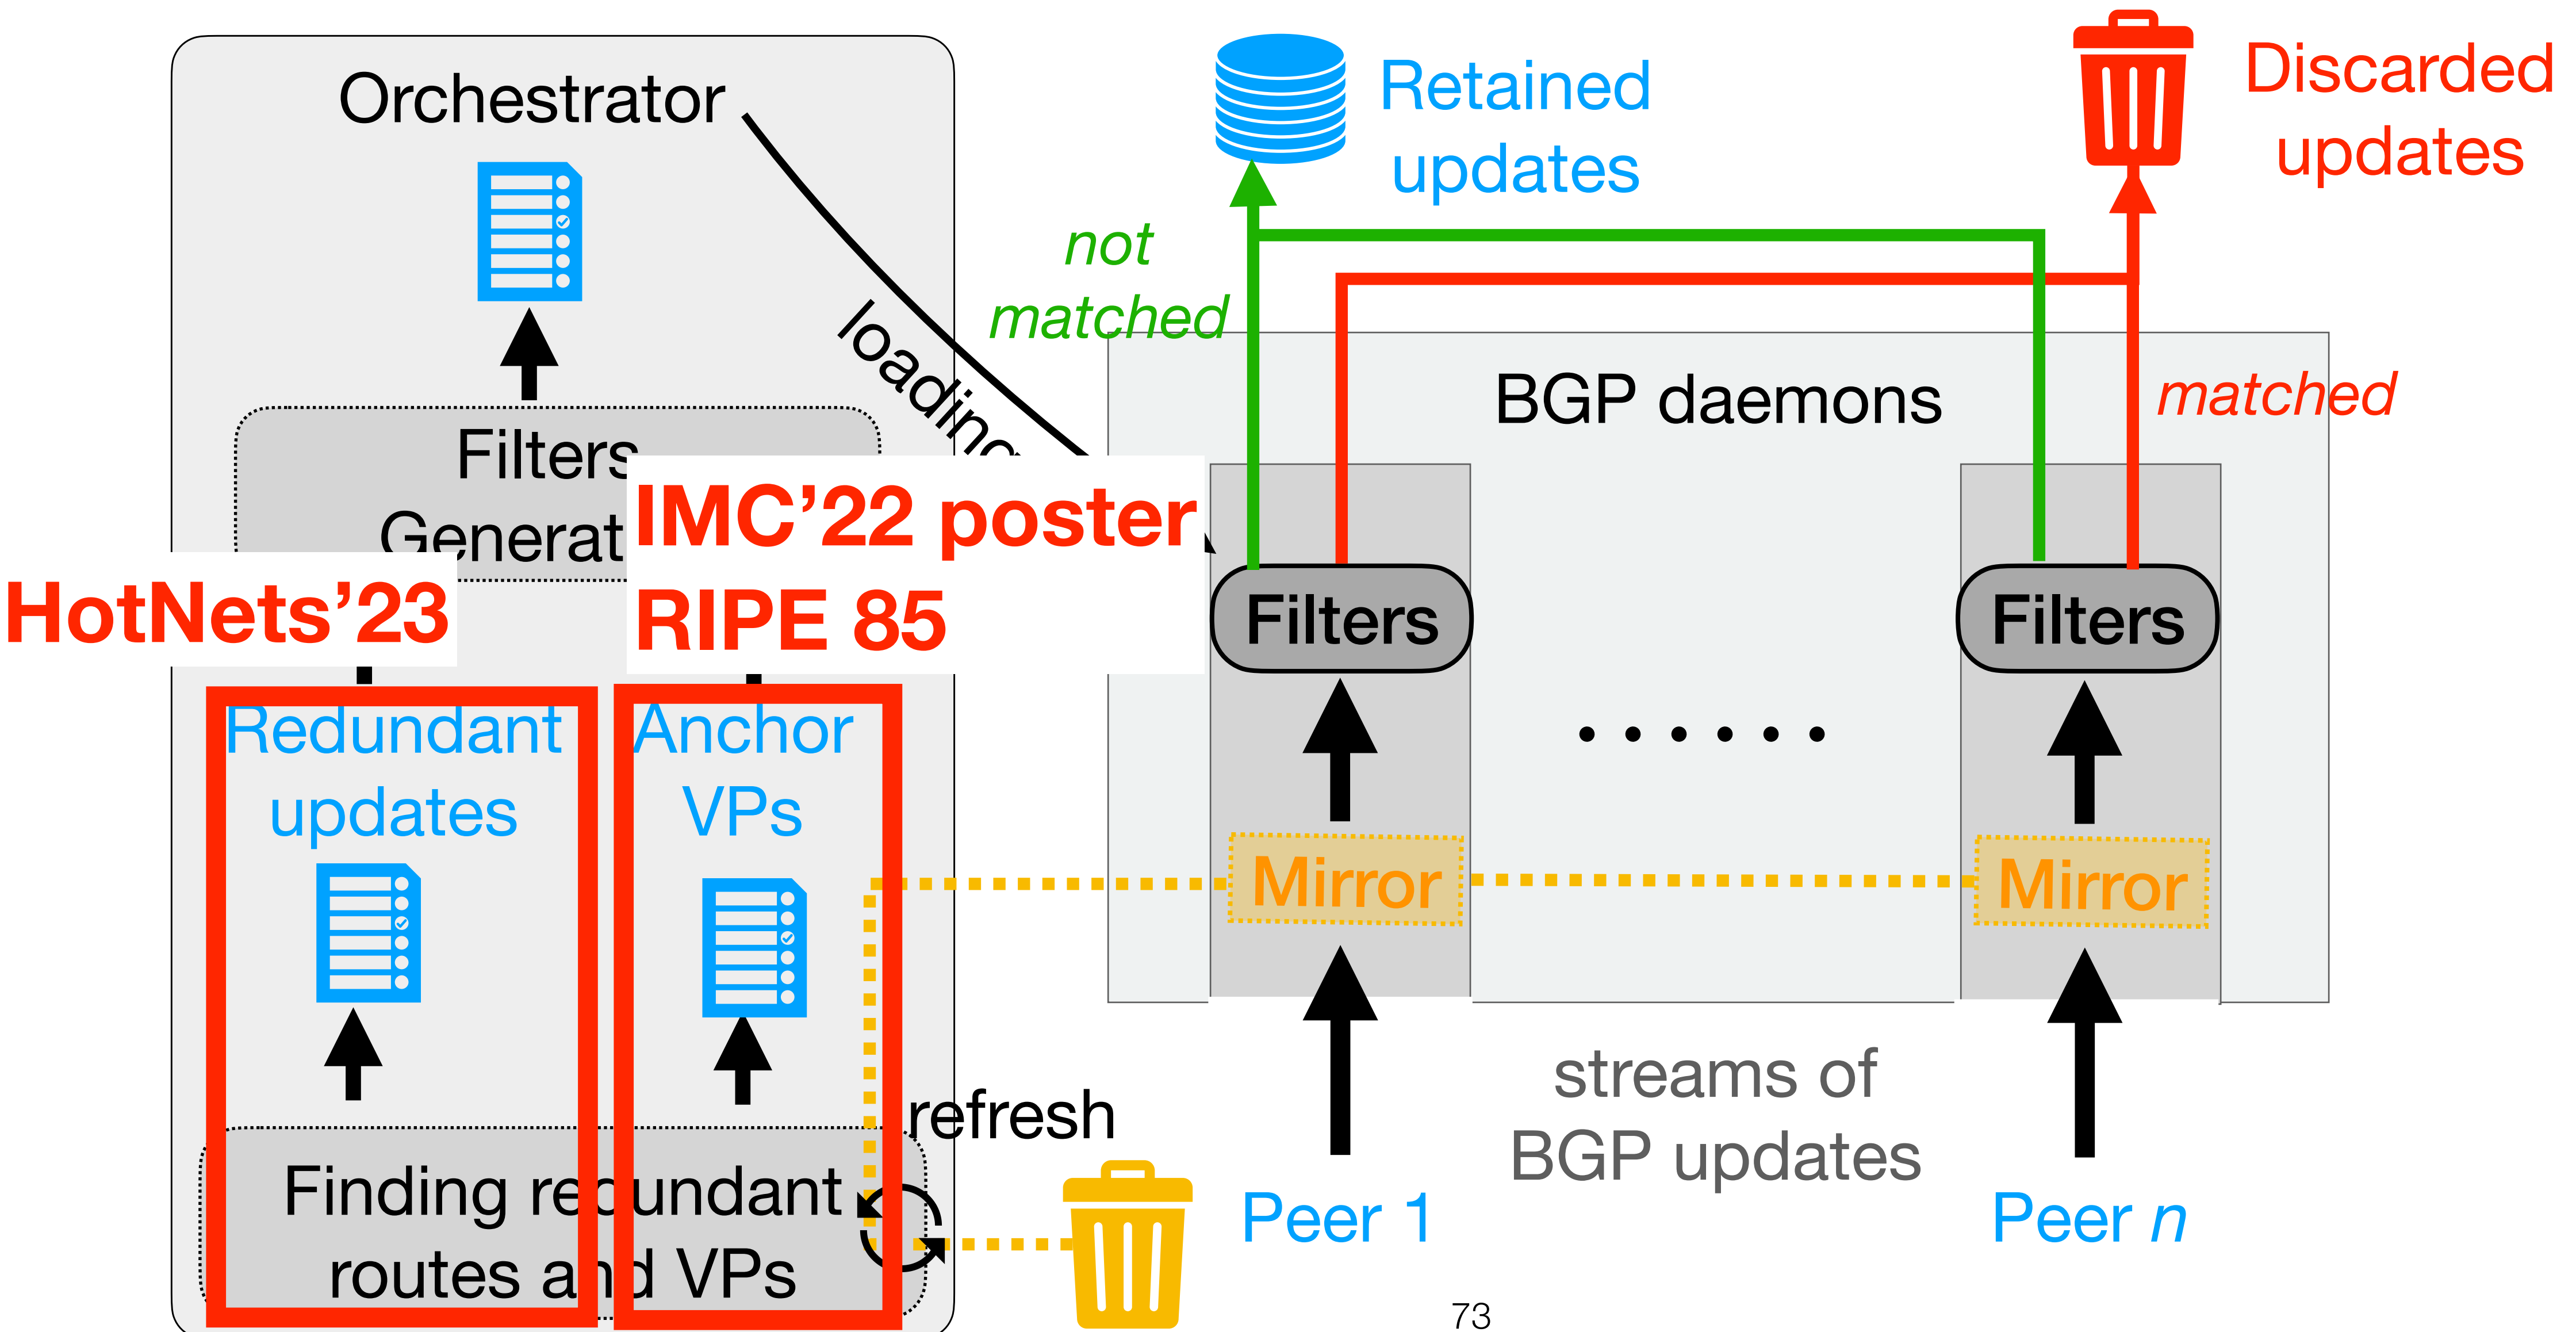 Orchestrator
Filters
Generat
HotNets’23
IMC’22 poster
RIPE 85
Redundant
updates
Anchor
VPs
Finding redundant
routes and VPs
refresh
loading
not
matched
Retained
updates
Discarded
updates
matched
BGP daemons
Filters
Filters
......
Mirror
Mirror
streams of
BGP updates
Peer 1
Peer n
73